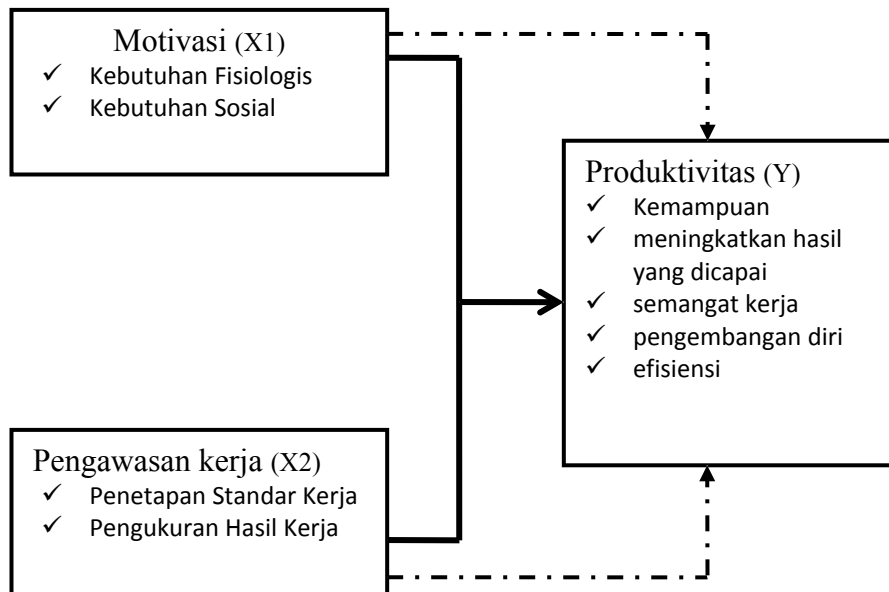 Motivasi (X1)
✓ Kebutuhan Fisiologis
✓ Kebutuhan Sosial
Produktivitas (Y)
✓ Kemampuan
✓ meningkatkan hasil
yang dicapai
✓ semangat kerja
✓ pengembangan diri
✓ efisiensi
Pengawasan kerja (X2)
✓ Penetapan Standar Kerja
✓ Pengukuran Hasil Kerja